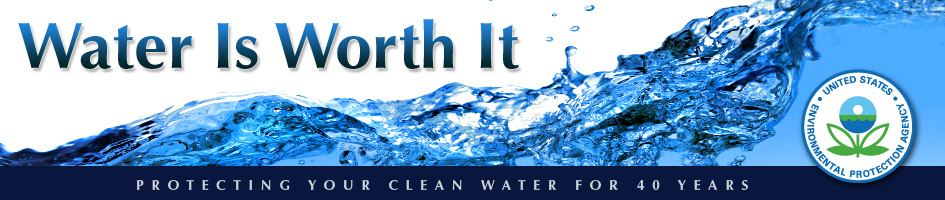 Water Is Worth It
UNITED STATES
ENVIRONMENTAL PROTECTION AGENCY
PROTECTING YOUR CLEAN WATER FOR 40 YEARS